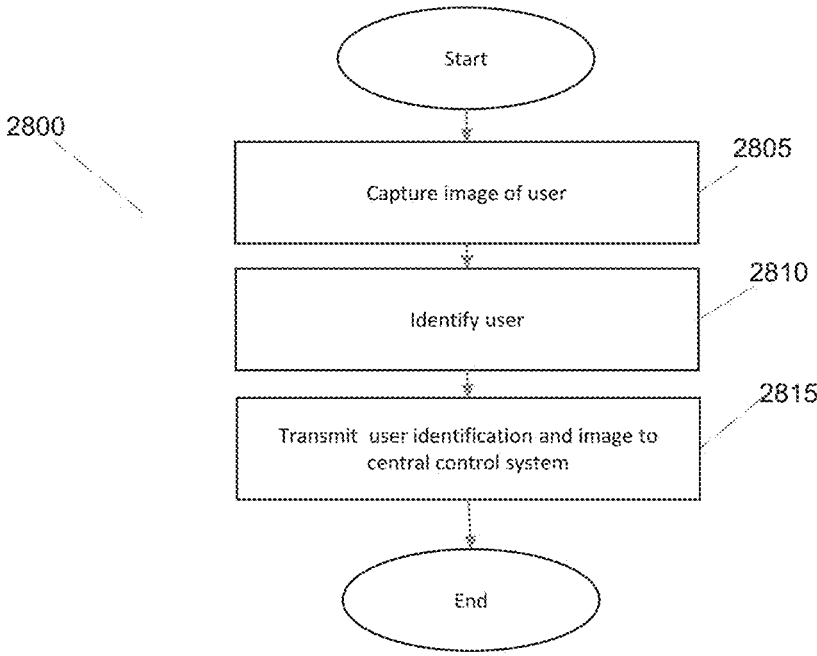 Start
2800
2805
Capture image of user
2810
Identify user
2815
Transmit user identification and image to
central control system
End